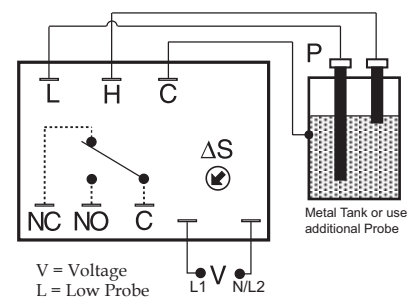 P
L H C
ΔS
NC NO C
Metal Tank or use
additional Probe
L1 V N/L2
V = Voltage
L = Low Probe